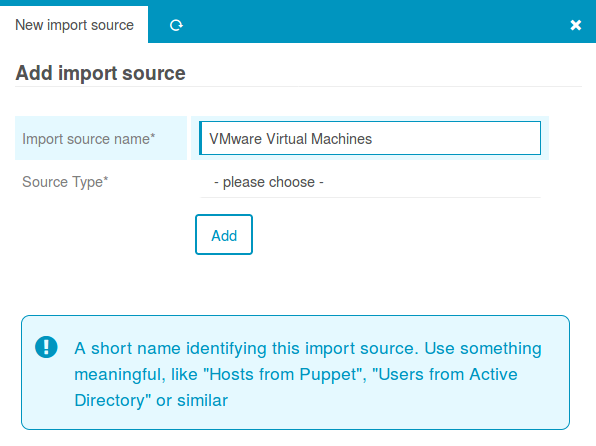 New import source
Add import source
Import source name* VMware Virtual Machines
Source Type* - please choose -
Add
A short name identifying this import source. Use something
meaningful, like "Hosts from Puppet", "Users from Active
Directory" or similar